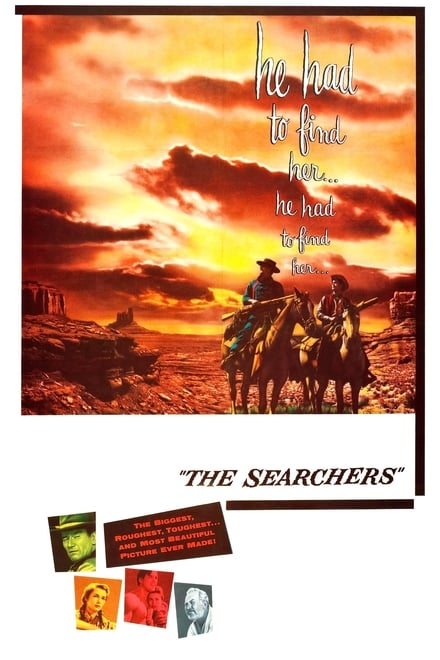 he had
to find
her...
he had
to find
her...
"THE SEARCHERS"
THE BIGGEST,
ROUGHEST, TOUGHEST...
AND MOST BEAUTIFUL
PICTURE EVER MADE!